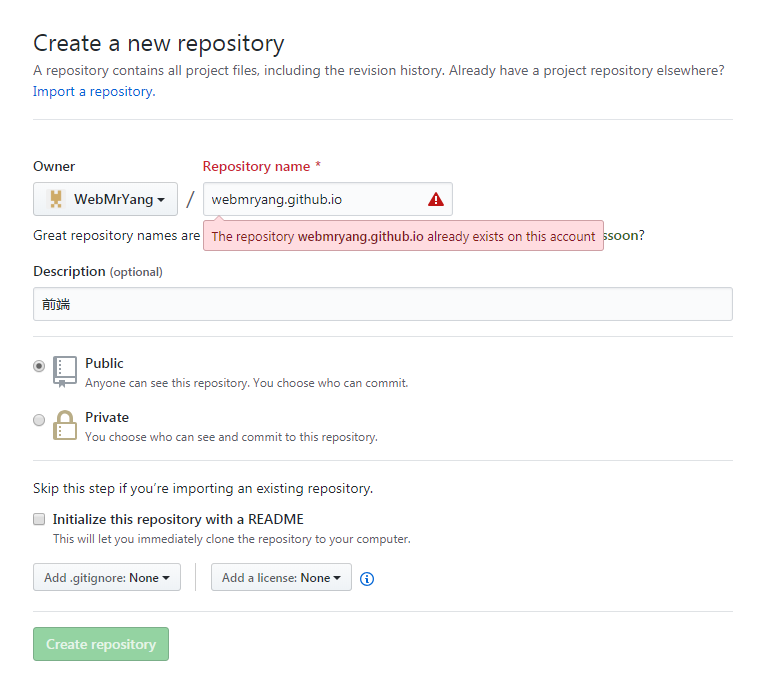 Create a new repository
A repository contains all project files, including the revision history. Already have a project repository elsewhere?
Import a repository.
Owner
Repository name *
WebMrYang
/
webmryang.github.io
Great repository names are
The repository webmryang.github.io already exists on this account
ssoon?
Description (optional)
前端
Public
Anyone can see this repository. You choose who can commit.
Private
You choose who can see and commit to this repository.
Skip this step if you’re importing an existing repository.
Initialize this repository with a README
This will let you immediately clone the repository to your computer.
Add .gitignore: None
Add a license: None
Create repository